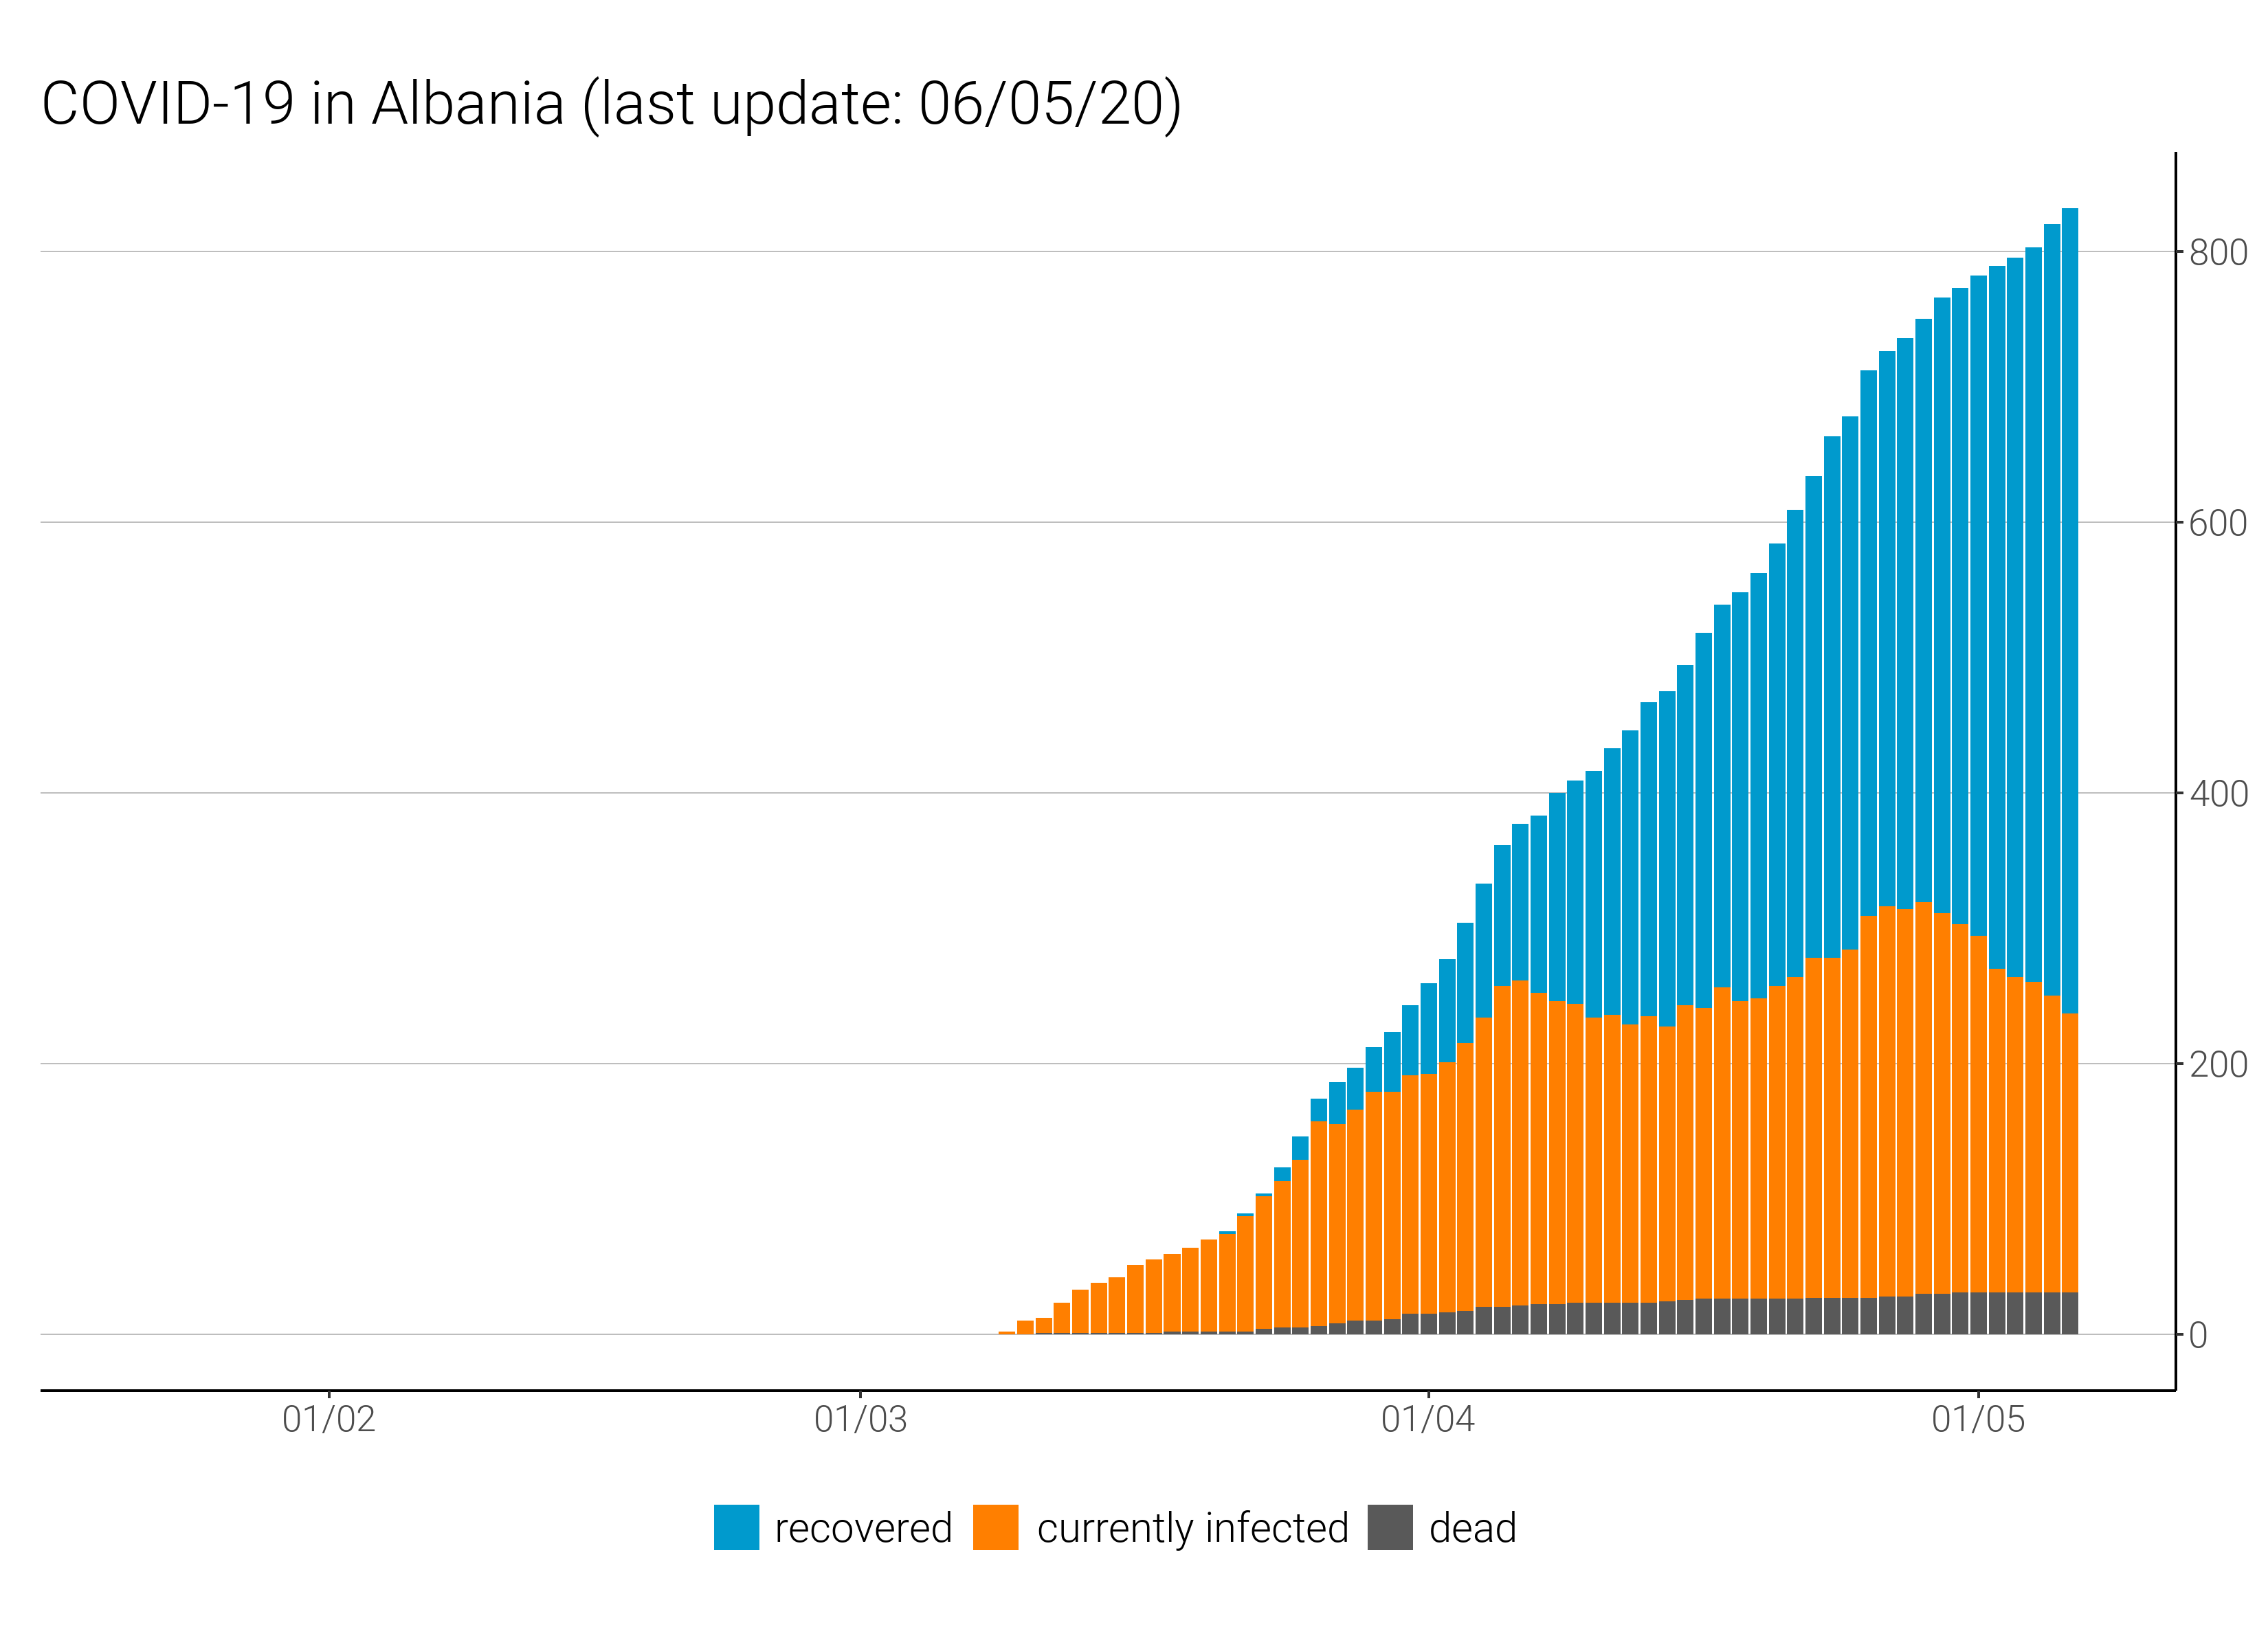 COVID-19 in Albania (last update: 06/05/20)
800
600
400
200
0
01/02 01/03 01/04 01/05
recovered currently infected dead